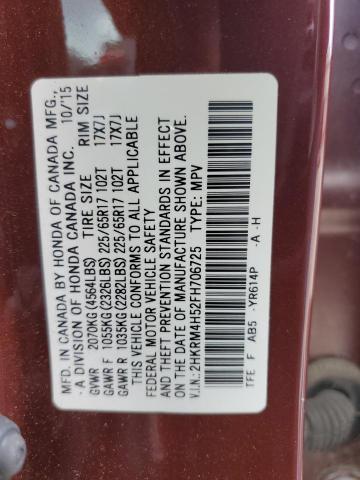 MFD. IN CANADA BY HONDA OF CANADA MFG.,
- A DIVISION OF HONDA CANADA INC. 10/'15
TIRE SIZE RIM SIZE
GVWR 2070KG(4564LBS)
GAWR F 1055KG(2326LBS) 225/65R17 102T 17X7J
GAWR R 1035KG(2282LBS) 225/65R17 102T 17X7J
THIS VEHICLE CONFORMS TO ALL APPLICABLE
FEDERAL MOTOR VEHICLE SAFETY
THEFT PREVENTION STANDARDS IN EFFECT
ON THE DATE OF MANUFACTURE SHOWN ABOVE.
V.I.N.: 2HKRM4H52FH706725 TYPE: MPV
TFE F AB5 -YR614P -A -H